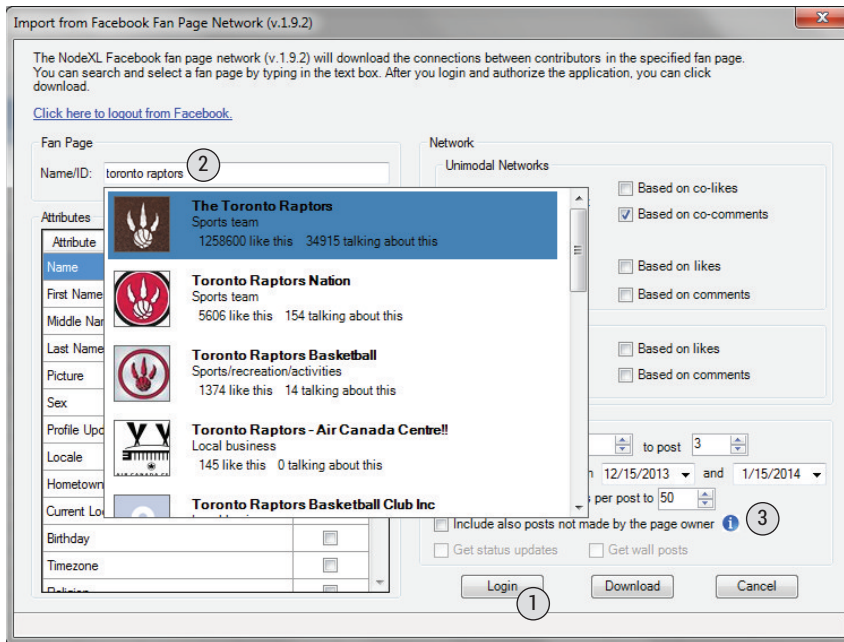 Import from Facebook Fan Page Network (v.1.9.2)
The NodeXL Facebook fan page network (v.1.9.2) will download the connections between contributors in the specified fan page.
You can search and select a fan page by typing in the text box. After you login and authorize the application, you can click
download.
Click here to logout from Facebook.
Fan Page
Name/ID: toronto raptors
2
The Toronto Raptors
Sports team
1258600 like this 34915 talking about this
Toronto Raptors Nation
Sports team
5606 like this 154 talking about this
Toronto Raptors Basketball
Sports/recreation/activities
1374 like this 14 talking about this
Toronto Raptors - Air Canada Centre!!
Local business
145 like this 0 talking about this
Toronto Raptors Basketball Club Inc
Attributes
Attribute
Name
First Name
Middle Nar
Last Name
Picture
Sex
Profile Upd
Locale
Hometown
Current Loc
Birthday
Timezone
Religion
Network
Unimodal Networks
Based on co-likes
Based on co-comments
Based on likes
Based on comments
Based on likes
Based on comments
to post 3
12/15/2013 and 1/15/2014
per post to 50
Include also posts not made by the page owner
3
Get status updates Get wall posts
Login Download Cancel
1